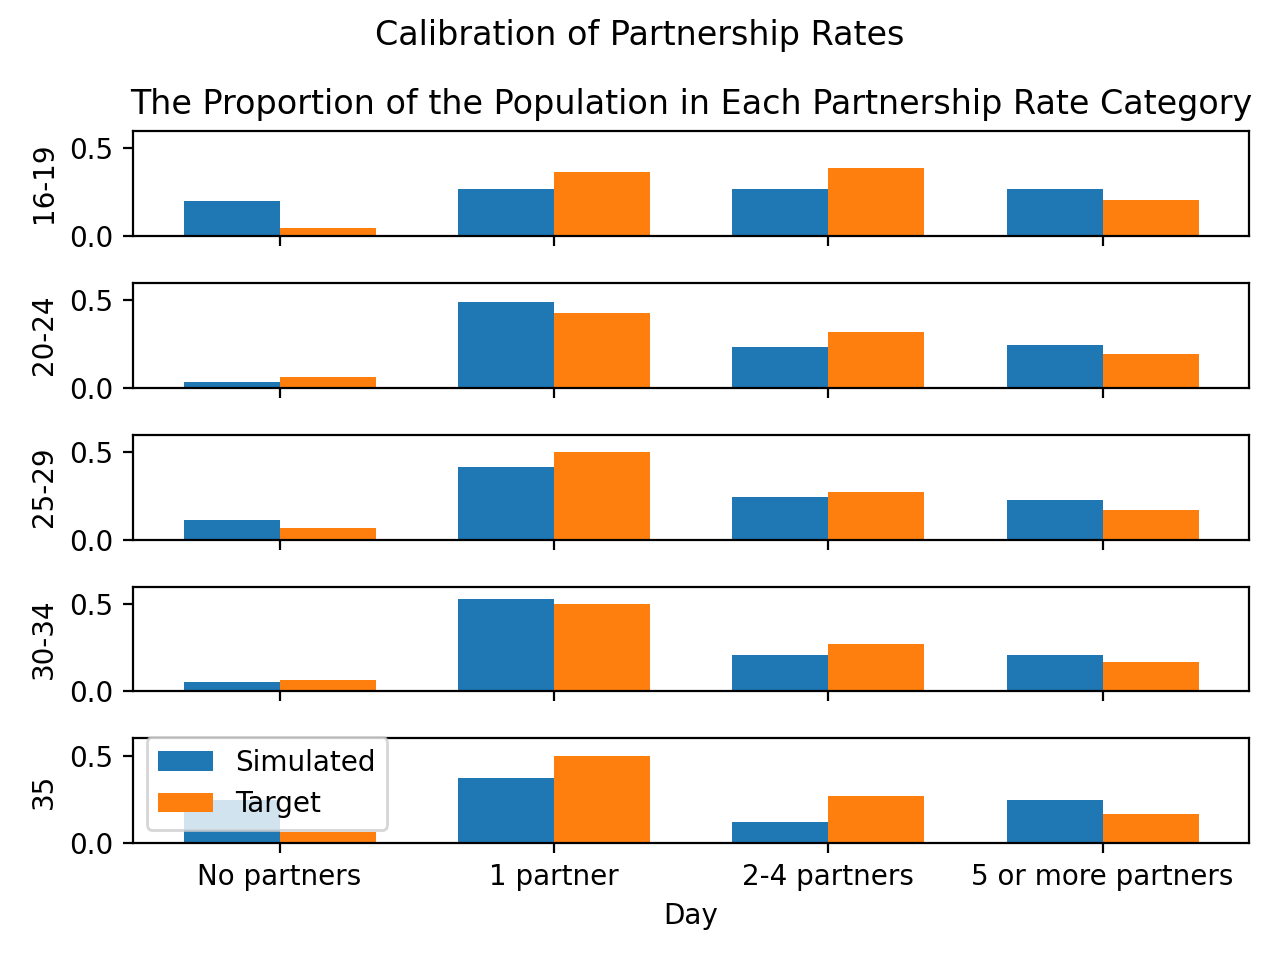 Calibration of Partnership Rates
The Proportion of the Population in Each Partnership Rate Category
0.5
16-19
0.0
0.5
20-24
0.0
0.5
25-29
0.0
0.5
30-34
0.0
0.5
35
0.0
Simulated
Target
No partners 1 partner 2-4 partners 5 or more partners
Day